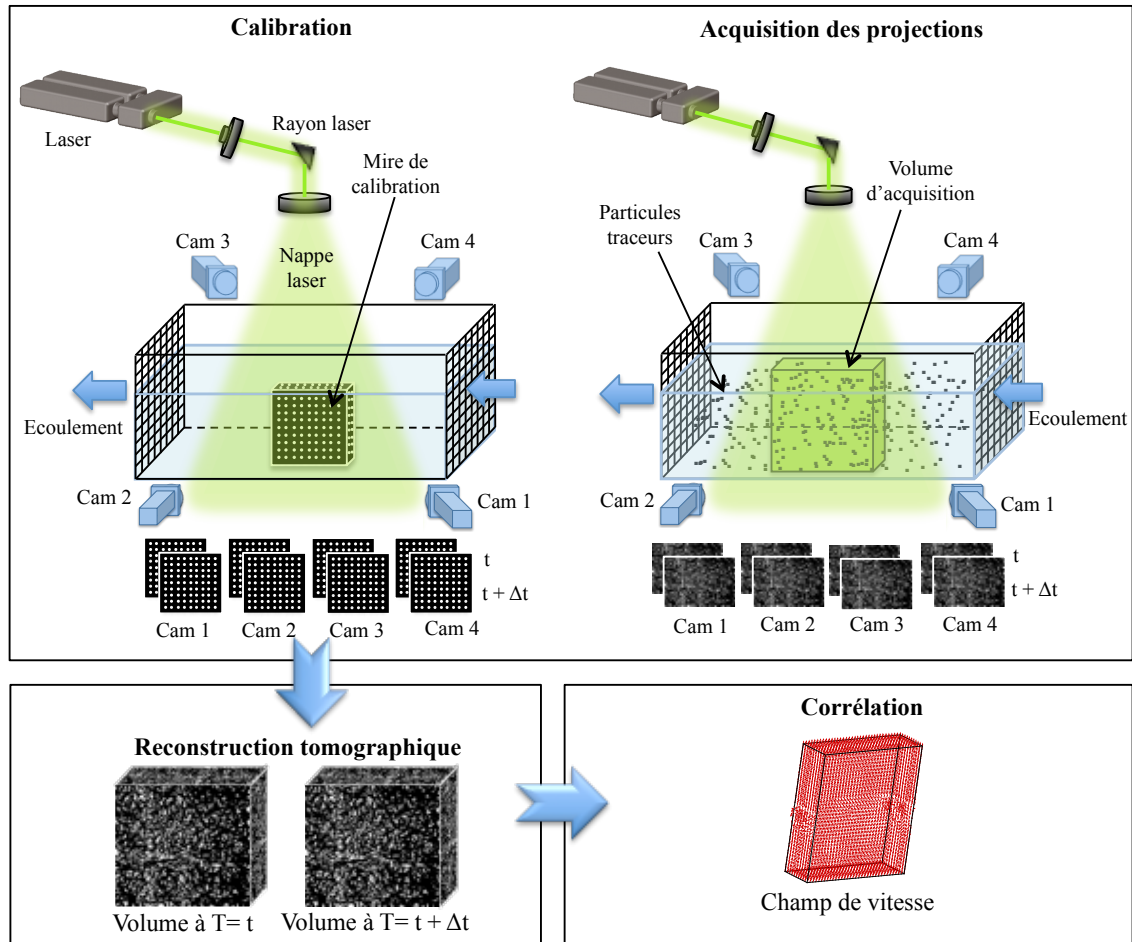 Calibration
Laser
Rayon laser
Mire de
calibration
Cam 3
Cam 4
Nappe
laser
Ecoulement
Cam 2
Cam 1
t
t + Δt
Cam 1
Cam 2
Cam 3
Cam 4
Acquisition des projections
Volume
d’acquisition
Particules
traceurs
Cam 3
Cam 4
Ecoulement
Cam 2
Cam 1
t
t + Δt
Cam 1
Cam 2
Cam 3
Cam 4
Reconstruction tomographique
Volume à T= t
Volume à T= t + Δt
Corrélation
Champ de vitesse